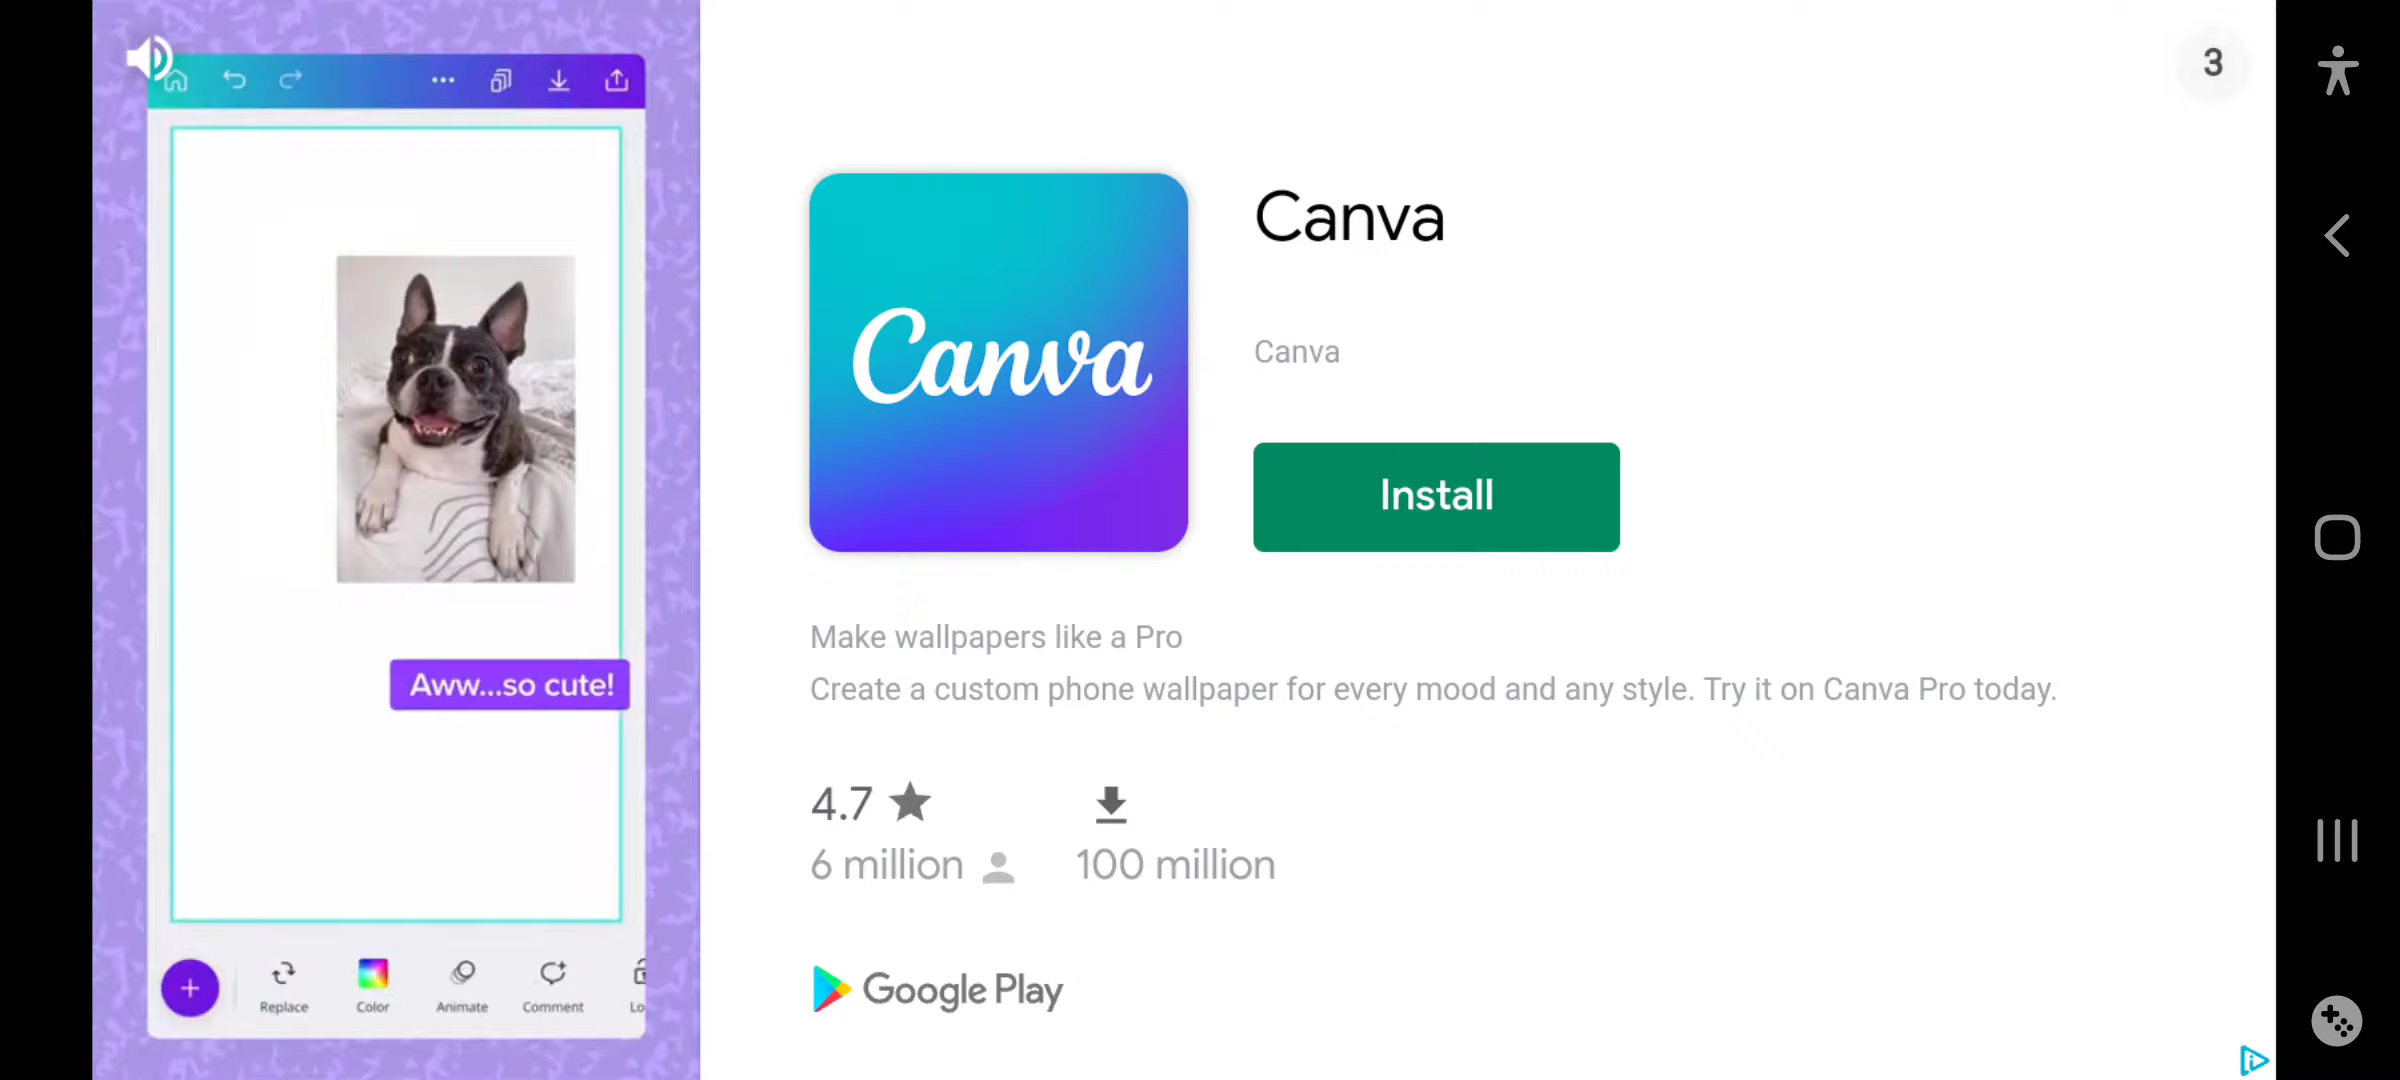 3
Canva
Canva
Canva
Install
Make wallpapers like a Pro
Create a custom phone wallpaper for every mood and any style. Try it on Canva Pro today.
4.7
6 million
100 million
Google Play
Aww...so cute!
Replace
Color
Animate
Comment
Lo